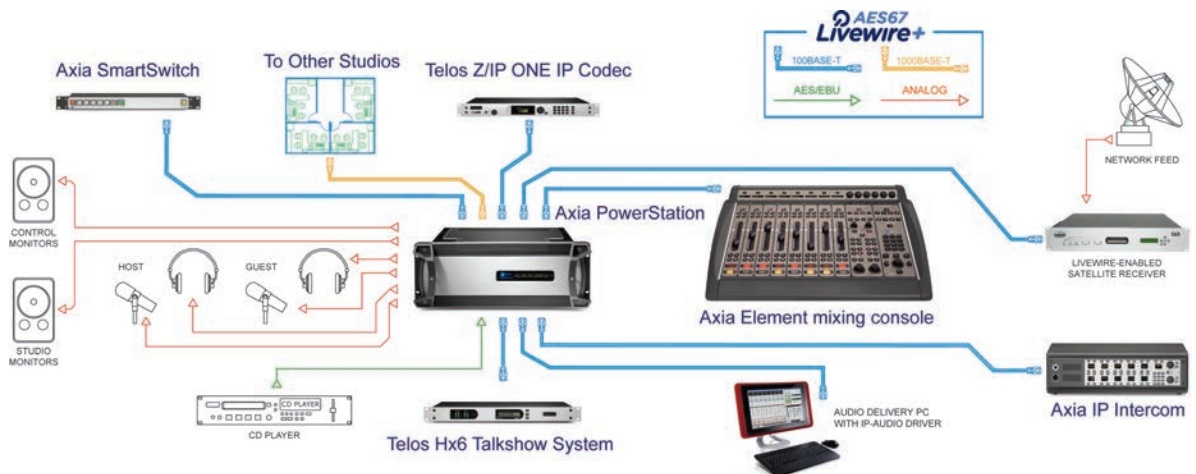 AES67
Livewire+
100BASE-T
1000BASE-T
AES/EBU
ANALOG
To Other Studios
Axia SmartSwitch
Telos Z/IP ONE IP Codec
NETWORK FEED
Axia PowerStation
CONTROL
MONITORS
HOST
GUEST
LIVEWIRE-ENABLED
SATELLITE RECEIVER
Axia Element mixing console
STUDIO
MONITORS
CD PLAYER
CD PLAYER
Telos Hx6 Talkshow System
AUDIO DELIVERY PC
WITH IP-AUDIO DRIVER
Axia IP Intercom